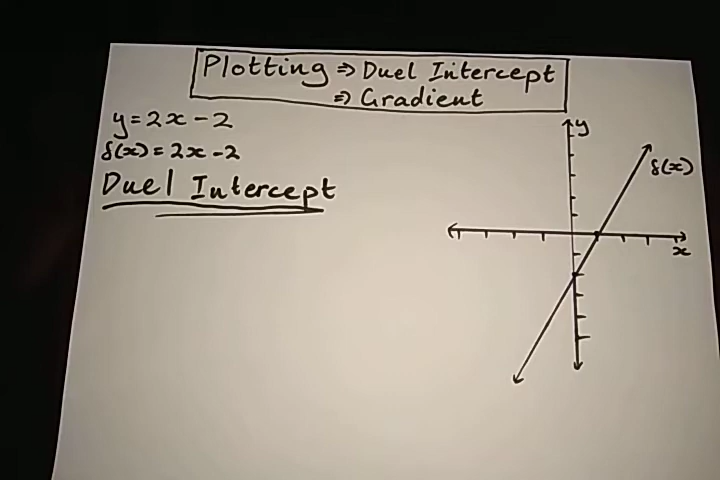 Plotting ⇒ Duel Intercept
⇒ Gradient
y = 2x - 2
f(x) = 2x - 2
Duel Intercept
y
f(x)
x